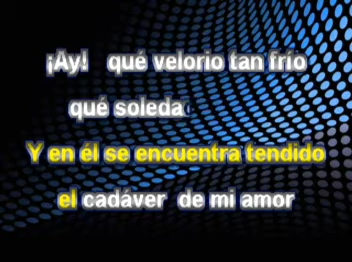 ¡Ay! qué velorio tan frío
qué soleda
Y en él se encuentra tendido
el cadáver de mi amor